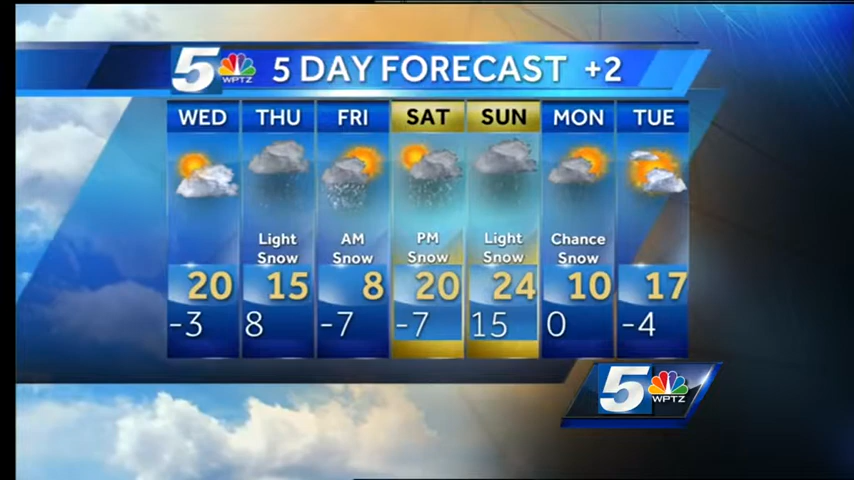 5 WPTZ 5 DAY FORECAST +2
WED THU FRI SAT SUN MON TUE
Light Snow
AM Snow
PM Snow
Light Snow
Chance Snow
20 15 8 20 24 10 17
-3 8 -7 -7 15 0 -4
5 WPTZ